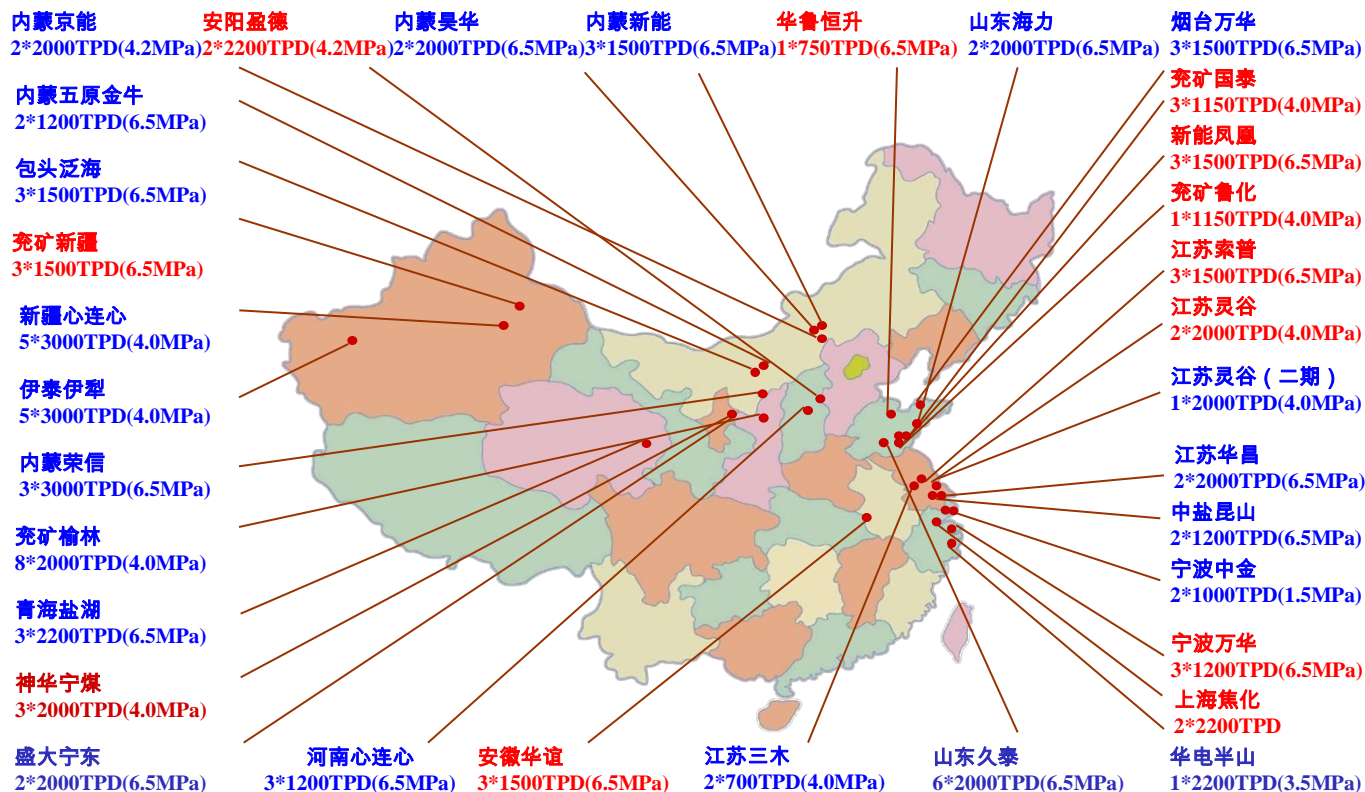 内蒙京能
2*2000TPD(4.2MPa)
安阳盈德
2*2200TPD(4.2MPa)
内蒙昊华
2*2000TPD(6.5MPa)
内蒙新能
3*1500TPD(6.5MPa)
华鲁恒升
1*750TPD(6.5MPa)
山东海力
2*2000TPD(6.5MPa)
烟台万华
3*1500TPD(6.5MPa)
内蒙五原金牛
2*1200TPD(6.5MPa)
包头泛海
3*1500TPD(6.5MPa)
兖矿新疆
3*1500TPD(6.5MPa)
新疆心连心
5*3000TPD(4.0MPa)
伊泰伊犁
5*3000TPD(4.0MPa)
内蒙荣信
3*3000TPD(6.5MPa)
兖矿榆林
8*2000TPD(4.0MPa)
青海盐湖
3*2200TPD(6.5MPa)
神华宁煤
3*2000TPD(4.0MPa)
盛大宁东
2*2000TPD(6.5MPa)
兖矿国泰
3*1150TPD(4.0MPa)
新能凤凰
3*1500TPD(6.5MPa)
兖矿鲁化
1*1150TPD(4.0MPa)
江苏索普
3*1500TPD(6.5MPa)
江苏灵谷
2*2000TPD(4.0MPa)
江苏灵谷（二期）
1*2000TPD(4.0MPa)
江苏华昌
2*2000TPD(6.5MPa)
中盐昆山
2*1200TPD(6.5MPa)
宁波中金
2*1000TPD(1.5MPa)
宁波万华
3*1200TPD(6.5MPa)
上海焦化
2*2200TPD
河南心连心
3*1200TPD(6.5MPa)
安徽华谊
3*1500TPD(6.5MPa)
江苏三木
2*700TPD(4.0MPa)
山东久泰
6*2000TPD(6.5MPa)
华电半山
1*2200TPD(3.5MPa)